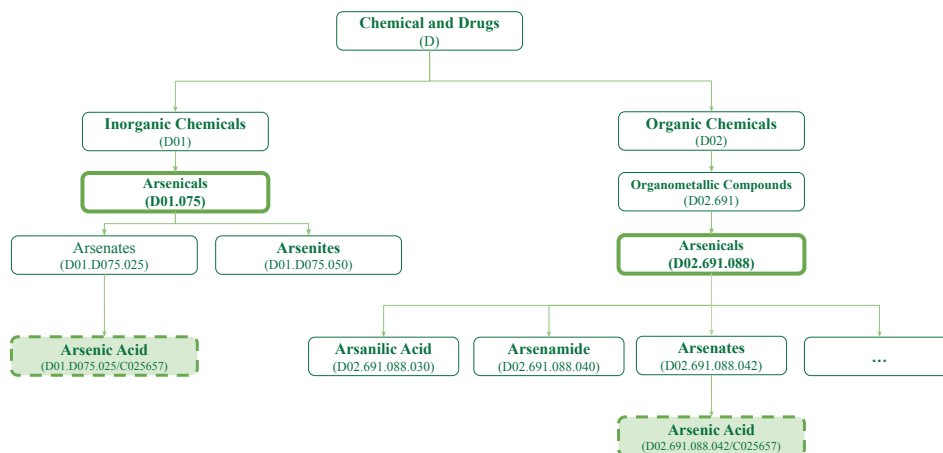 Chemical and Drugs
(D)
Inorganic Chemicals
(D01)
Organic Chemicals
(D02)
Arsenicals
(D01.075)
Organometallic Compounds
(D02.691)
Arsenates
(D01.D075.025)
Arsenites
(D01.D075.050)
Arsenicals
(D02.691.088)
Arsenic Acid
(D01.D075.025/C025657)
Arsanilic Acid
(D02.691.088.030)
Arsenamide
(D02.691.088.040)
Arsenates
(D02.691.088.042)
...
Arsenic Acid
(D02.691.088.042/C025657)